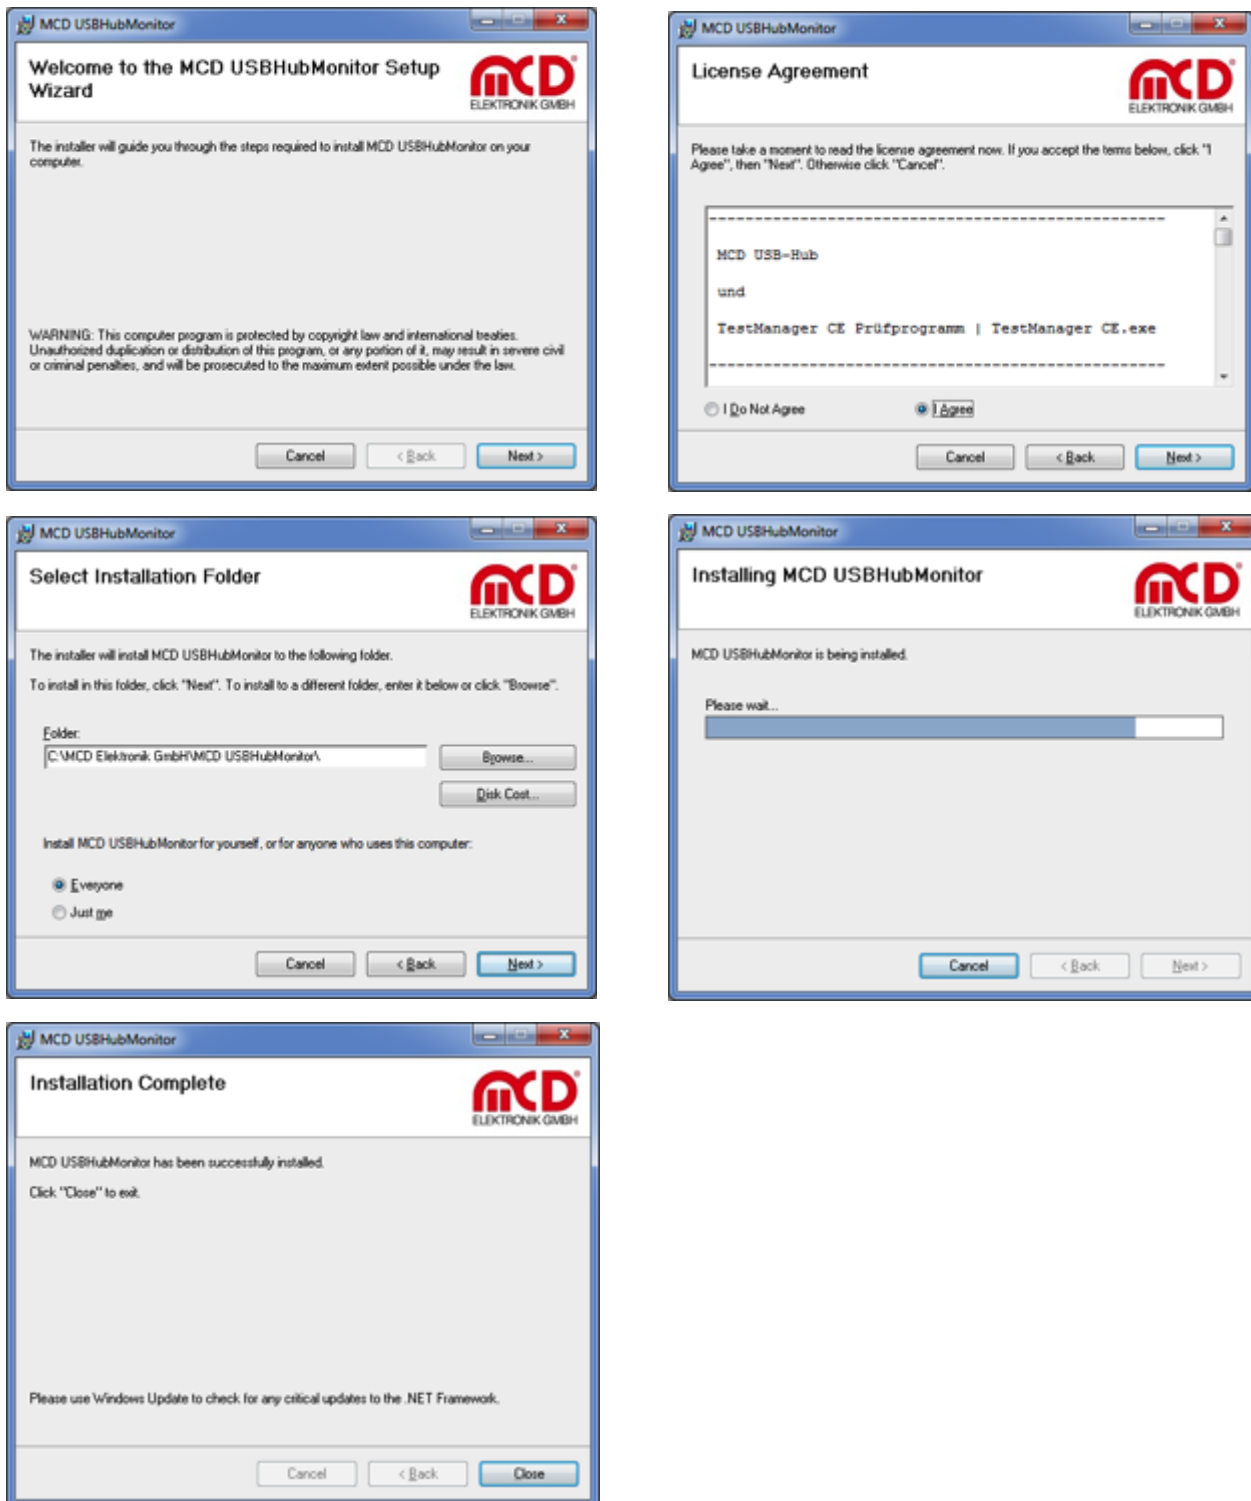 MCD USBHubMonitor
Welcome to the MCD USBHubMonitor Setup
Wizard
mCD
ELEKTRONIK GMBH
The installer will guide you through the steps required to install MCD USBHubMonitor on your
computer.
WARNING: This computer program is protected by copyright law and international treaties.
Unauthorized duplication or distribution of this program, or any portion of it, may result in severe civil
or criminal penalties, and will be prosecuted to the maximum extent possible under the law.
Cancel < Back Next >
MCD USBHubMonitor
License Agreement
mCD
ELEKTRONIK GMBH
Please take a moment to read the license agreement now. If you accept the terms below, click "I
Agree", then "Next". Otherwise click "Cancel".
--------------------------------------------------
MCD USB-Hub
und
TestManager CE Prüfprogramm | TestManager CE.exe
--------------------------------------------------
I Do Not Agree I Agree
Cancel < Back Next >
MCD USBHubMonitor
Select Installation Folder
mCD
ELEKTRONIK GMBH
The installer will install MCD USBHubMonitor to the following folder.
To install in this folder, click "Next". To install to a different folder, enter it below or click "Browse".
Folder:
C:\MCD Elektronik GmbH\MCD USBHubMonitor\
Browse...
Disk Cost...
Install MCD USBHubMonitor for yourself, or for anyone who uses this computer:
Everyone
Just me
Cancel < Back Next >
MCD USBHubMonitor
Installing MCD USBHubMonitor
mCD
ELEKTRONIK GMBH
MCD USBHubMonitor is being installed.
Please wait...
Cancel < Back Next >
MCD USBHubMonitor
Installation Complete
mCD
ELEKTRONIK GMBH
MCD USBHubMonitor has been successfully installed.
Click "Close" to exit.
Please use Windows Update to check for any critical updates to the .NET Framework.
Cancel < Back Close